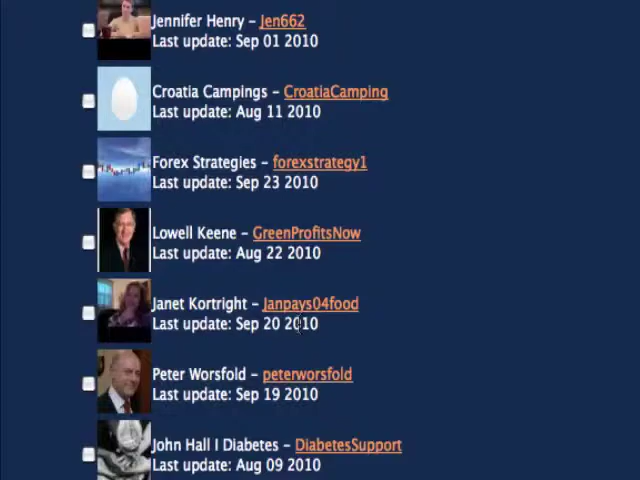 Jennifer Henry – Jen662
Last update: Sep 01 2010
Croatia Campings – CroatiaCamping
Last update: Aug 11 2010
Forex Strategies – forexstrategy1
Last update: Sep 23 2010
Lowell Keene – GreenProfitsNow
Last update: Aug 22 2010
Janet Kortright – Janpays04food
Last update: Sep 20 2010
Peter Worsfold – peterworsfold
Last update: Sep 19 2010
John Hall I Diabetes – DiabetesSupport
Last update: Aug 09 2010